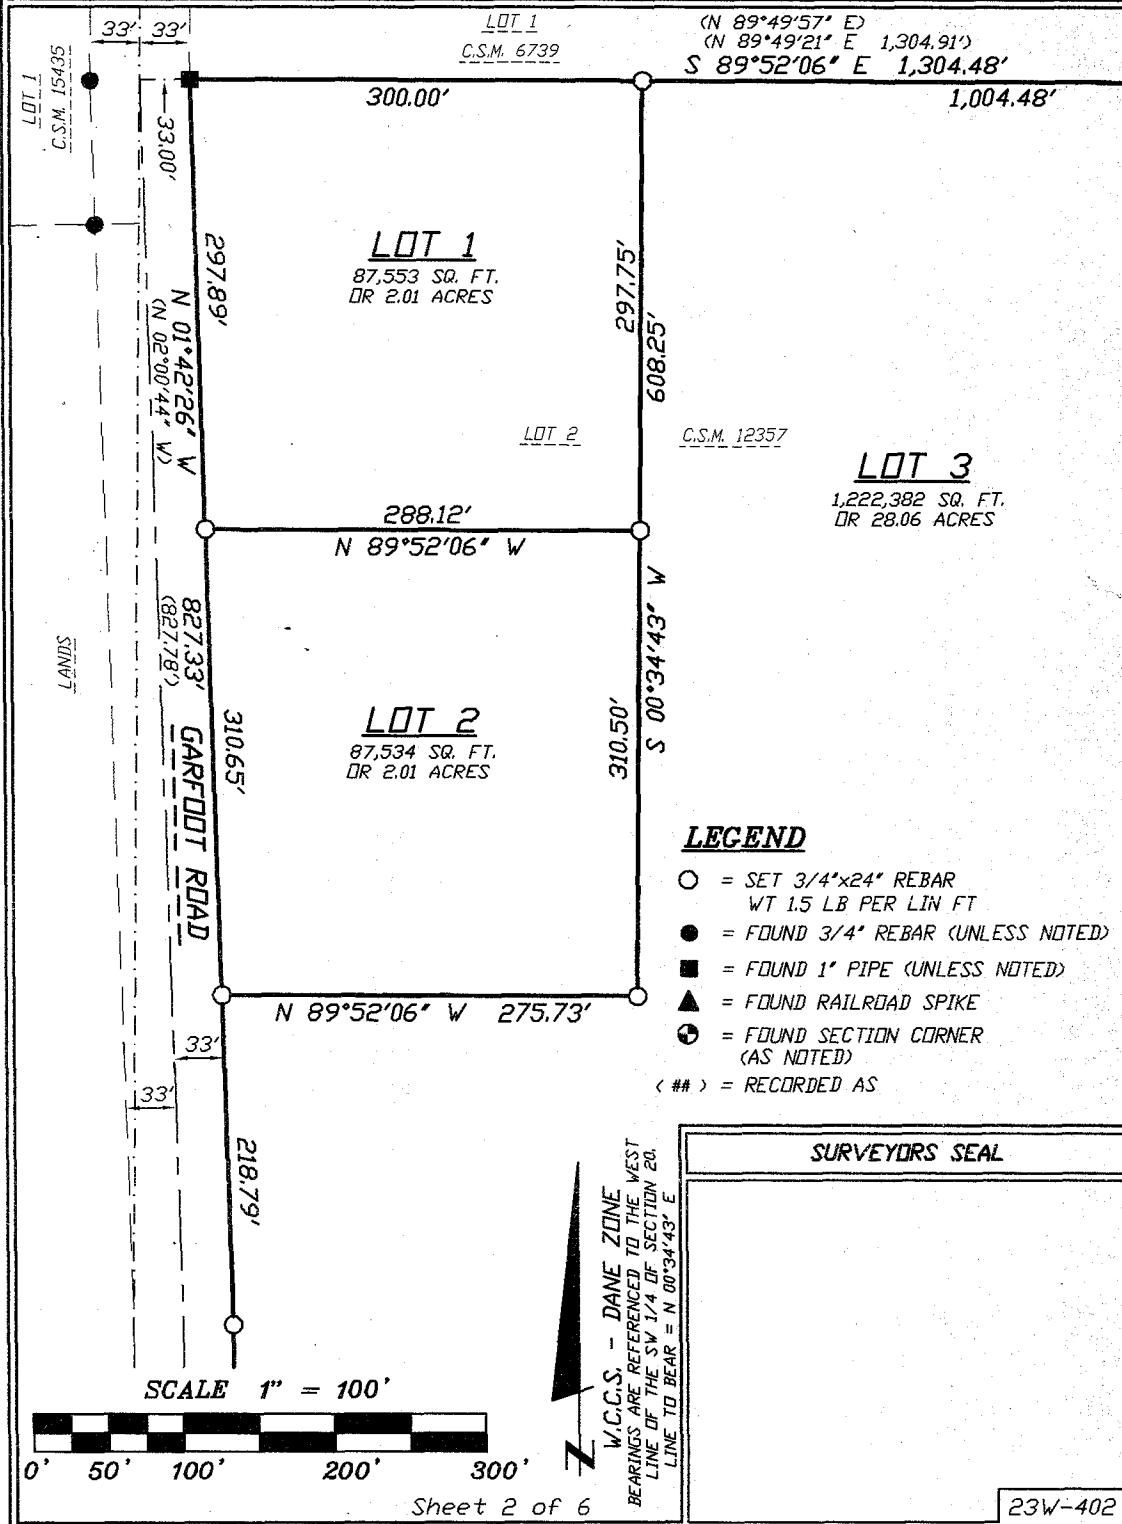 33' 33'
LOT 1
C.S.M. 6739
(N 89°49'57" E)
(N 89°49'21" E 1,304.91')
S 89°52'06" E 1,304.48'
LOT 1
C.S.M. 15435
300.00'
1,004.48'
33.00'
297.89'
N 01°42'26" W
(N 02°00'44" W)
LOT 1
87,553 SQ. FT.
OR 2.01 ACRES
297.75'
608.25'
LOT 2
C.S.M. 12357
LOT 3
1,222,382 SQ. FT.
OR 28.06 ACRES
288.12'
N 89°52'06" W
S 00°34'43" W
827.33'
(827.78')
LANDS
GARFOOT ROAD
310.65'
LOT 2
87,534 SQ. FT.
OR 2.01 ACRES
310.50'
N 89°52'06" W 275.73'
33'
33'
218.79'
LEGEND
= SET 3/4"x24" REBAR
WT 1.5 LB PER LIN FT
= FOUND 3/4" REBAR (UNLESS NOTED)
= FOUND 1" PIPE (UNLESS NOTED)
= FOUND RAILROAD SPIKE
= FOUND SECTION CORNER
(AS NOTED)
( ## ) = RECORDED AS
SURVEYORS SEAL
N
W.C.C.S. - DANE ZONE
BEARINGS ARE REFERENCED TO THE WEST
LINE OF THE SW 1/4 OF SECTION 20,
LINE TO BEAR = N 00°34'43" E
SCALE 1" = 100'
0' 50' 100' 200' 300'
Sheet 2 of 6
23W-402